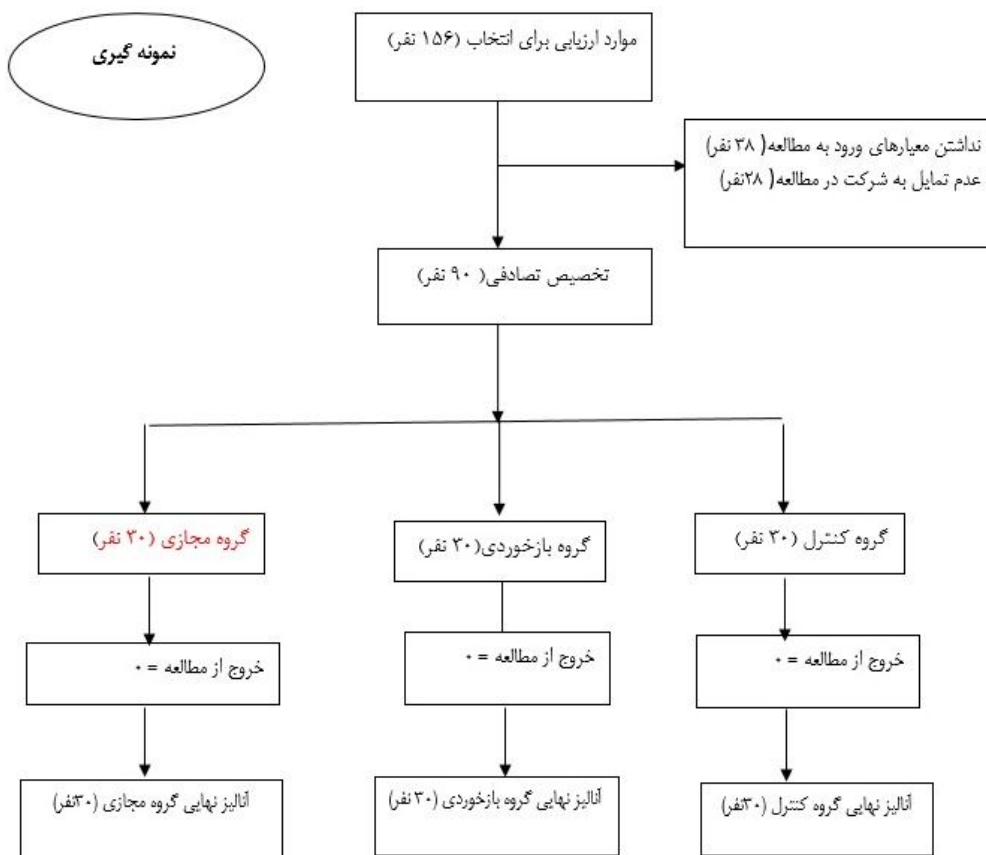 نمونه گیری
موارد ارزیابی برای انتخاب (۱۵۶ نفر)
نداشتن معیارهای ورود به مطالعه( ۳۸ نفر)
عدم تمایل به شرکت در مطالعه( ۲۸نفر)
تخصیص تصادفی( ۹۰ نفر)
گروه کنترل (۳۰ نفر)
گروه بازخوردی(۳۰ نفر)
گروه مجازی (۳۰ نفر)
خروج از مطالعه = ۰
خروج از مطالعه = ۰
خروج از مطالعه = ۰
آنالیز نهایی گروه کنترل (۳۰نفر)
آنالیز نهایی گروه بازخوردی (۳۰ نفر)
آنالیز نهایی گروه مجازی (۳۰نفر)